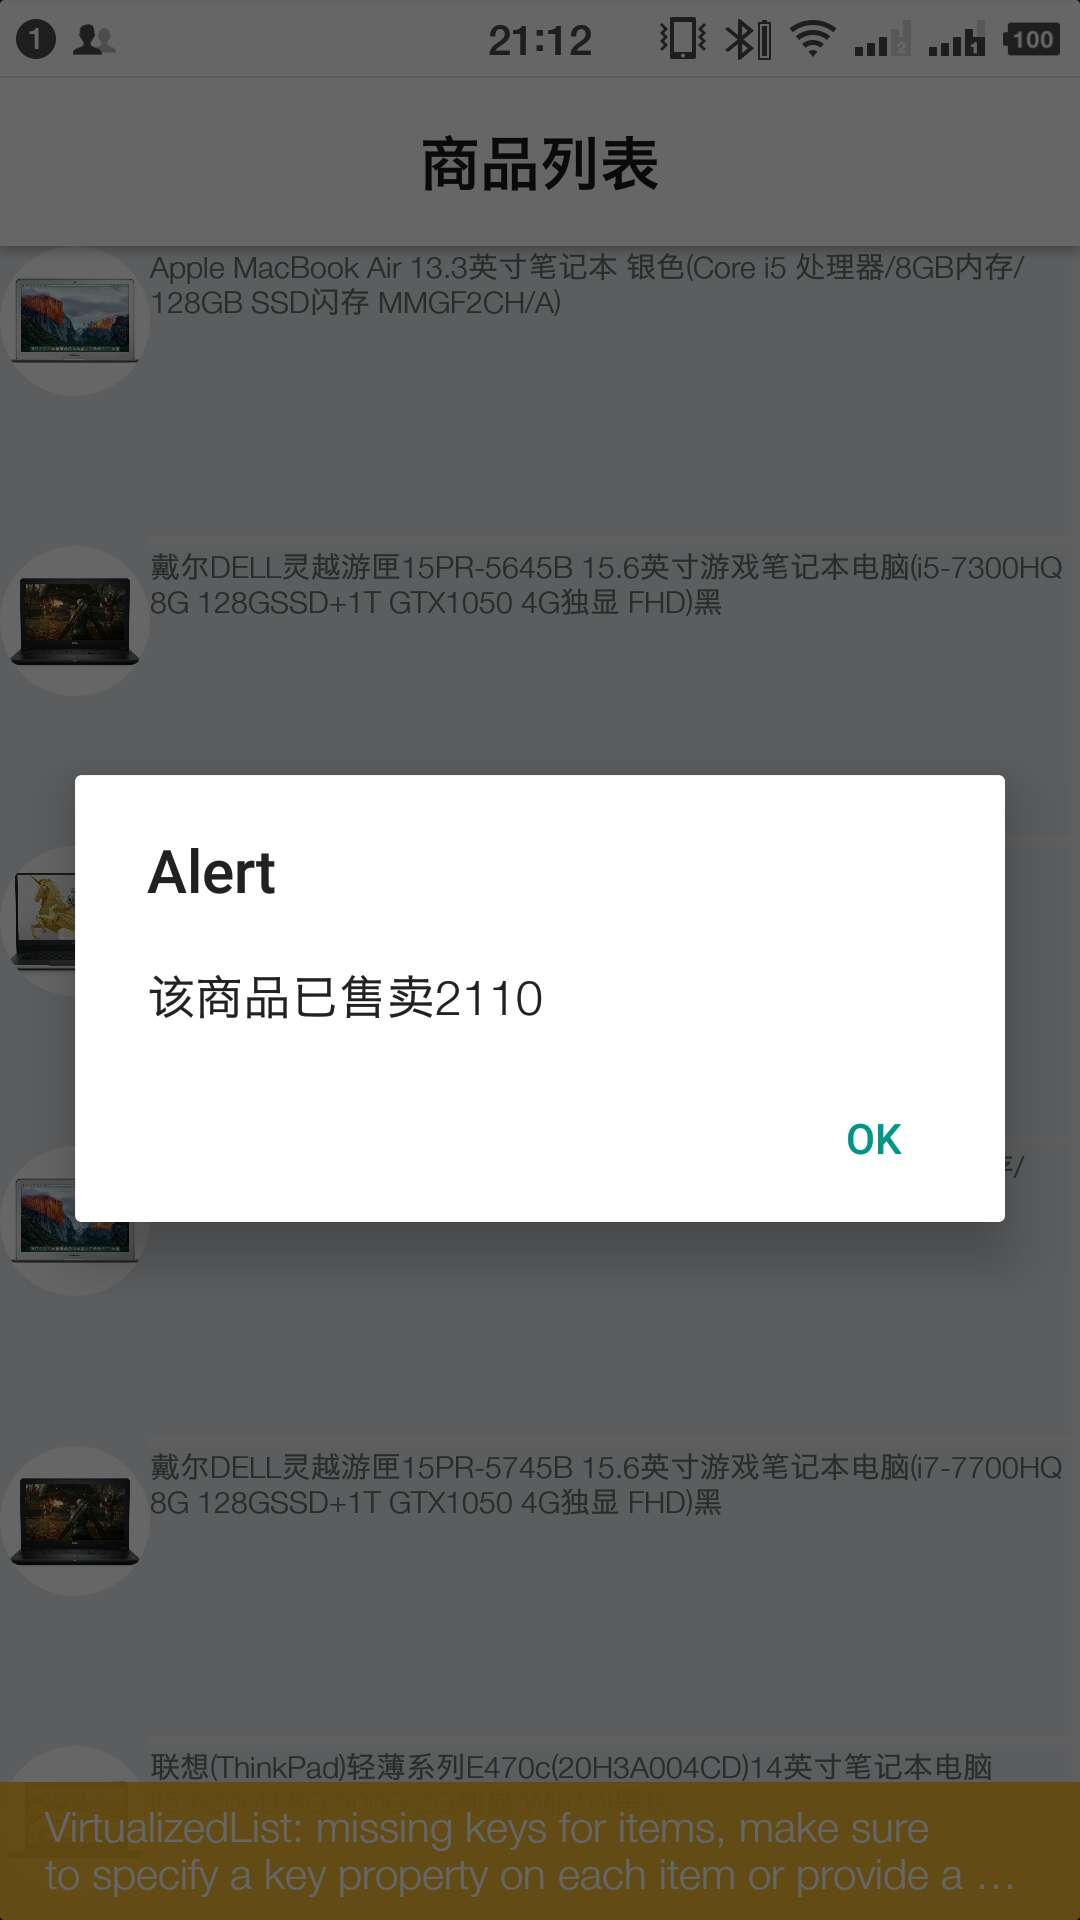 1
21:12
2
1
100
商品列表
Apple MacBook Air 13.3英寸笔记本 银色(Core i5 处理器/8GB内存/
128GB SSD闪存 MMGF2CH/A)
戴尔DELL灵越游匣15PR-5645B 15.6英寸游戏笔记本电脑(i5-7300HQ
8G 128GSSD+1T GTX1050 4G独显 FHD)黑
Alert
该商品已售卖2110
OK
戴尔DELL灵越游匣15PR-5745B 15.6英寸游戏笔记本电脑(i7-7700HQ
8G 128GSSD+1T GTX1050 4G独显 FHD)黑
联想(ThinkPad)轻薄系列E470c(20H3A004CD)14英寸笔记本电脑
VirtualizedList: missing keys for items, make sure
to specify a key property on each item or provide a …